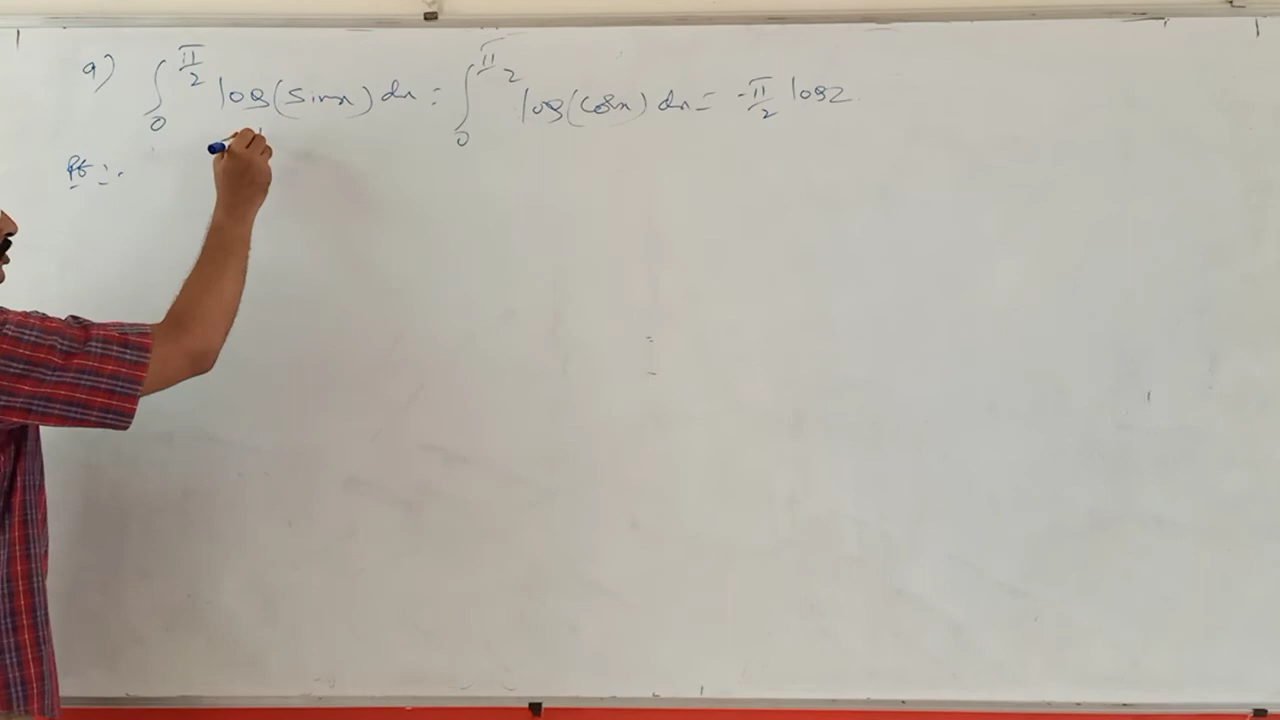 9) ∫₀^(π/2) log(sinx) dx = ∫₀^(π/2) log(cosx) dx = -π/2 log2
Pf :-